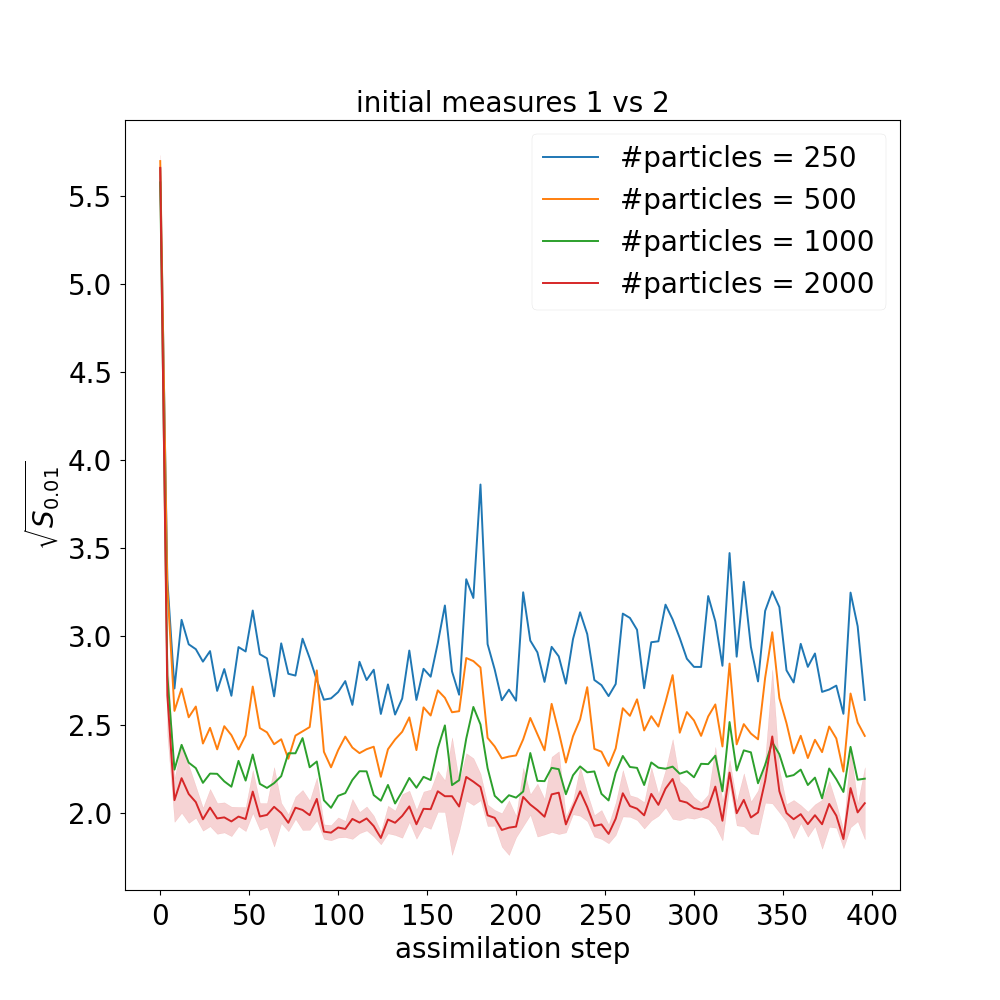 initial measures 1 vs 2
#particles = 250
#particles = 500
#particles = 1000
#particles = 2000
5.5
5.0
4.5
4.0
3.5
3.0
2.5
2.0
√S0.01
0 50 100 150 200 250 300 350 400
assimilation step